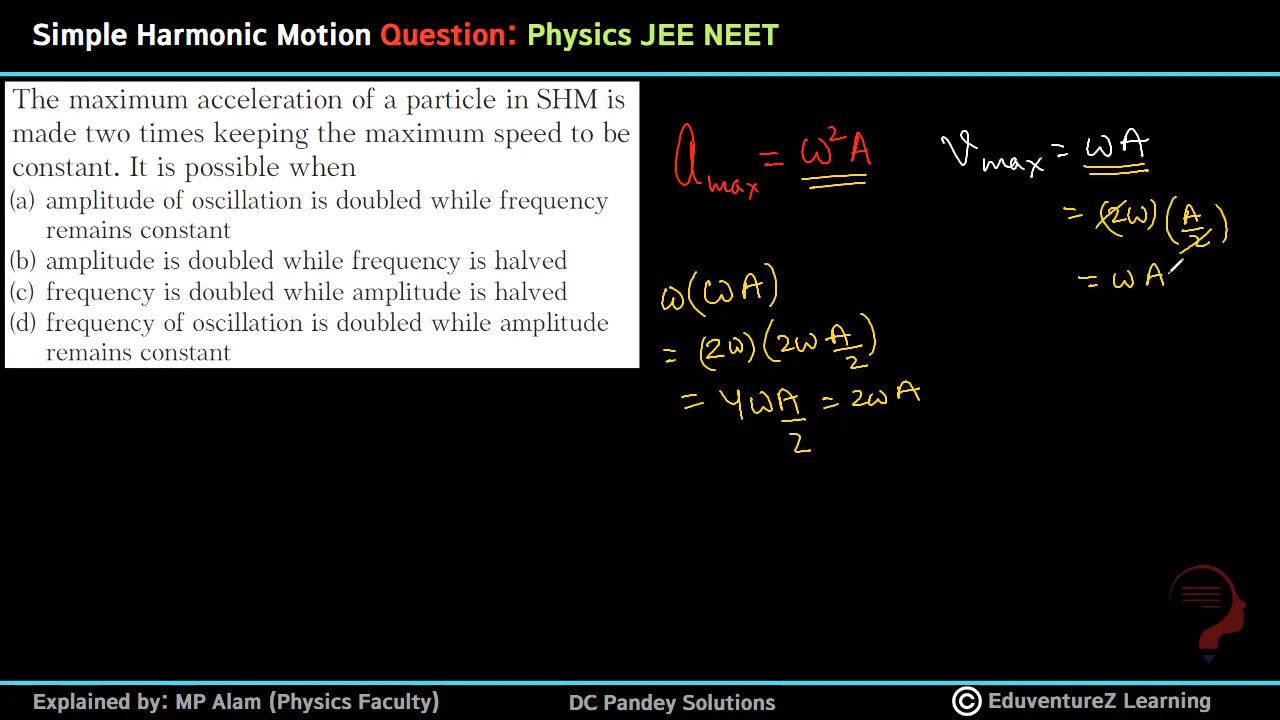 Simple Harmonic Motion Question: Physics JEE NEET
The maximum acceleration of a particle in SHM is
made two times keeping the maximum speed to be
constant. It is possible when
(a) amplitude of oscillation is doubled while frequency
remains constant
(b) amplitude is doubled while frequency is halved
(c) frequency is doubled while amplitude is halved
(d) frequency of oscillation is doubled while amplitude
remains constant
a_max = ω²A
ω(ωA)
= (2ω)(2ω A/2)
= 4ωA/2 = 2ωA
v_max = ωA
= (2ω)(A/2)
= ωA
Explained by: MP Alam (Physics Faculty)
DC Pandey Solutions
© EduventureZ Learning